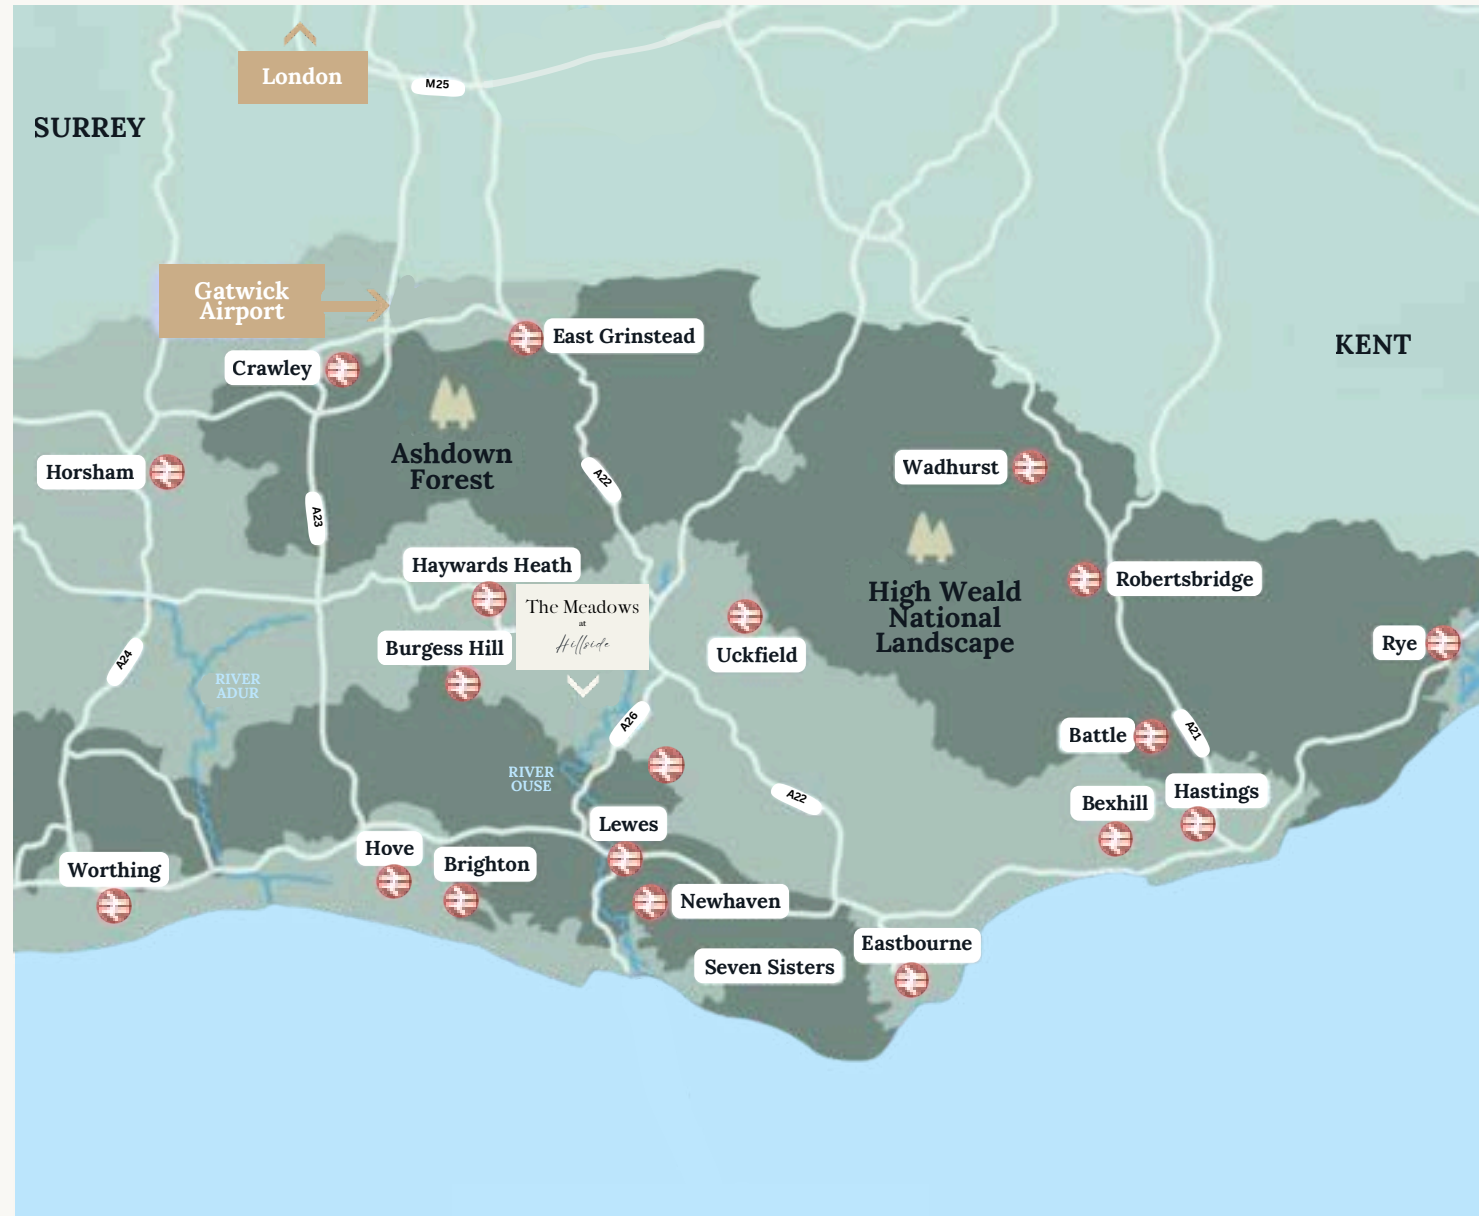 London
M25
SURREY
Gatwick
Airport
East Grinstead
KENT
Crawley
Ashdown
Forest
Horsham
Wadhurst
A22
A23
Haywards Heath
Robertsbridge
High Weald
National
Landscape
The Meadows
at
Hillside
Burgess Hill
Uckfield
Rye
A24
RIVER
ADUR
A26
Battle
A21
RIVER
OUSE
A22
Hastings
Bexhill
Lewes
Hove
Brighton
Worthing
Newhaven
Eastbourne
Seven Sisters